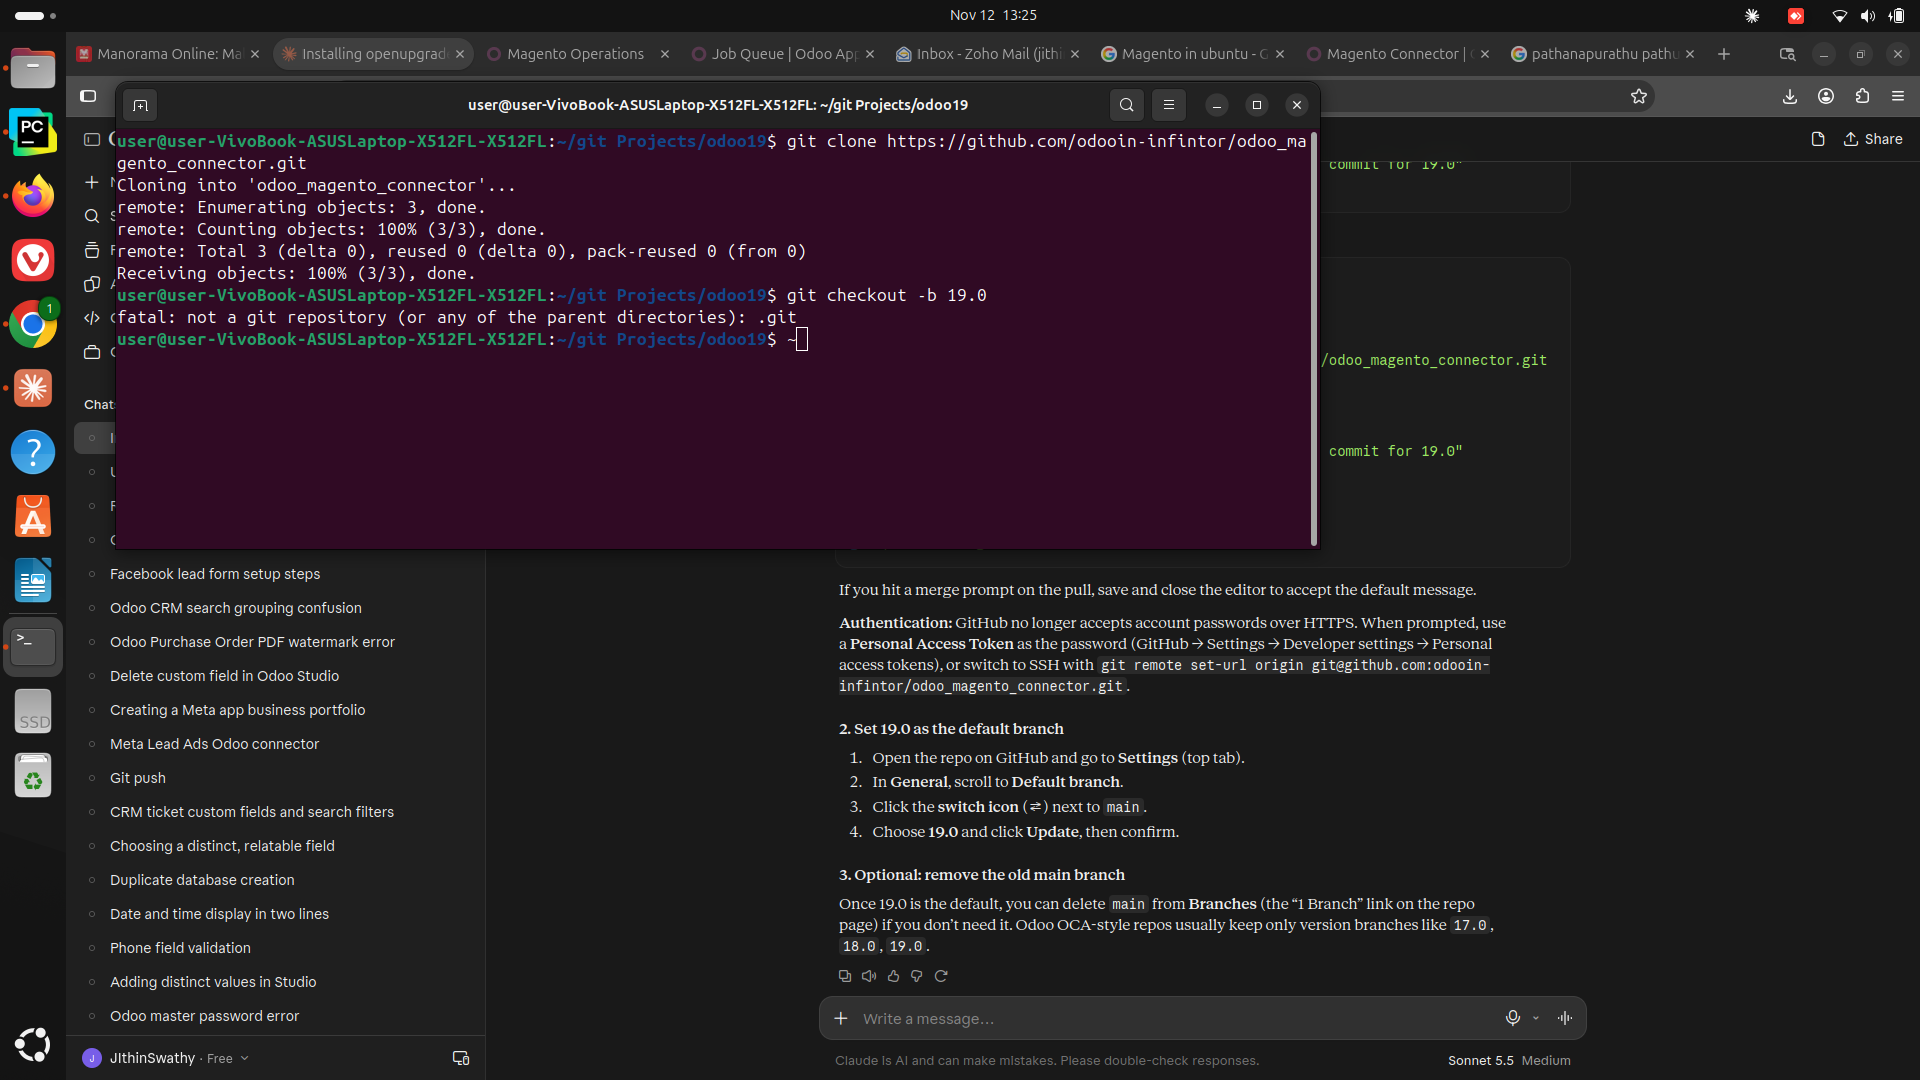 Nov 12 13:25
Manorama Online: Ma
Installing openupgrad
Magento Operations
Job Queue | Odoo App
Inbox - Zoho Mail (jithi
Magento in ubuntu - G
Magento Connector |
pathanapurathu pathu
user@user-VivoBook-ASUSLaptop-X512FL-X512FL: ~/git Projects/odoo19
Share
user@user-VivoBook-ASUSLaptop-X512FL-X512FL:~/git Projects/odoo19$ git clone https://github.com/odooin-infintor/odoo_ma
gento_connector.git
Cloning into 'odoo_magento_connector'...
remote: Enumerating objects: 3, done.
remote: Counting objects: 100% (3/3), done.
remote: Total 3 (delta 0), reused 0 (delta 0), pack-reused 0 (from 0)
Receiving objects: 100% (3/3), done.
user@user-VivoBook-ASUSLaptop-X512FL-X512FL:~/git Projects/odoo19$ git checkout -b 19.0
fatal: not a git repository (or any of the parent directories): .git
user@user-VivoBook-ASUSLaptop-X512FL-X512FL:~/git Projects/odoo19$ ~
commit for 19.0"
/odoo_magento_connector.git
commit for 19.0"
PC
1
SSD
Chats
Facebook lead form setup steps
Odoo CRM search grouping confusion
Odoo Purchase Order PDF watermark error
Delete custom field in Odoo Studio
Creating a Meta app business portfolio
Meta Lead Ads Odoo connector
Git push
CRM ticket custom fields and search filters
Choosing a distinct, relatable field
Duplicate database creation
Date and time display in two lines
Phone field validation
Adding distinct values in Studio
Odoo master password error
J JIthinSwathy · Free
If you hit a merge prompt on the pull, save and close the editor to accept the default message.
Authentication: GitHub no longer accepts account passwords over HTTPS. When prompted, use
a Personal Access Token as the password (GitHub → Settings → Developer settings → Personal
access tokens), or switch to SSH with git remote set-url origin git@github.com:odooin-
infintor/odoo_magento_connector.git.
2. Set 19.0 as the default branch
1. Open the repo on GitHub and go to Settings (top tab).
2. In General, scroll to Default branch.
3. Click the switch icon (⇄) next to main.
4. Choose 19.0 and click Update, then confirm.
3. Optional: remove the old main branch
Once 19.0 is the default, you can delete main from Branches (the “1 Branch” link on the repo
page) if you don’t need it. Odoo OCA-style repos usually keep only version branches like 17.0,
18.0, 19.0.
Write a message…
Claude is AI and can make mistakes. Please double-check responses.
Sonnet 5.5 Medium